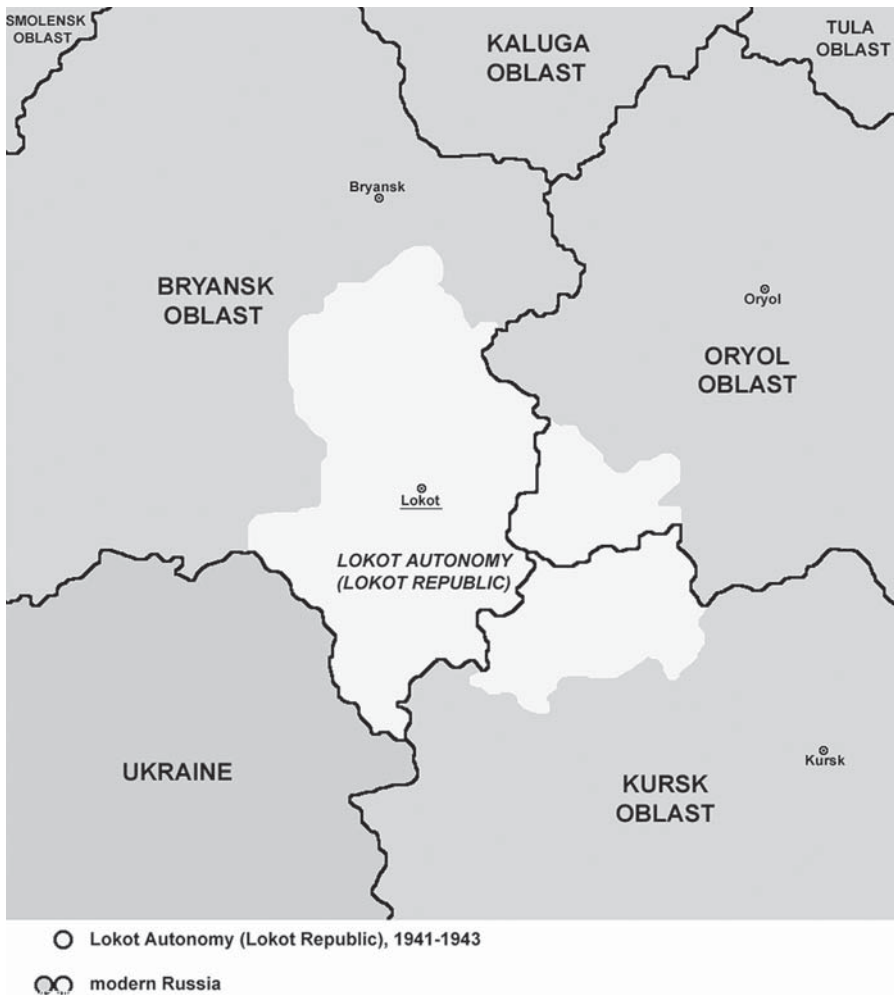 SMOLENSK
OBLAST
KALUGA
OBLAST
TULA
OBLAST
Bryansk
BRYANSK
OBLAST
Oryol
ORYOL
OBLAST
Lokot
LOKOT AUTONOMY
(LOKOT REPUBLIC)
UKRAINE
Kursk
KURSK
OBLAST
Lokot Autonomy (Lokot Republic), 1941-1943
modern Russia